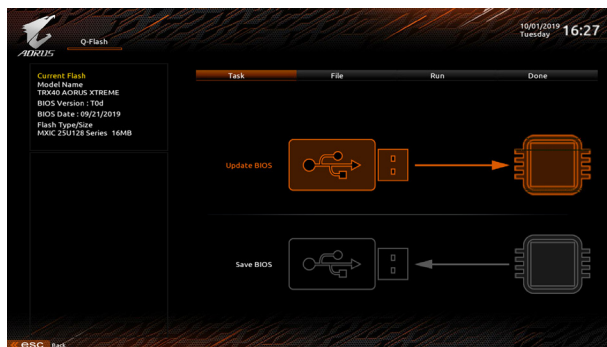 AORUS
Q-Flash
10/01/2019
Tuesday
16:27
Current Flash
Model Name
TRX40 AORUS XTREME
BIOS Version : T0d
BIOS Date : 09/21/2019
Flash Type/Size
MXIC 25U128 Series 16MB
Task File Run Done
Update BIOS
Save BIOS
esc Back